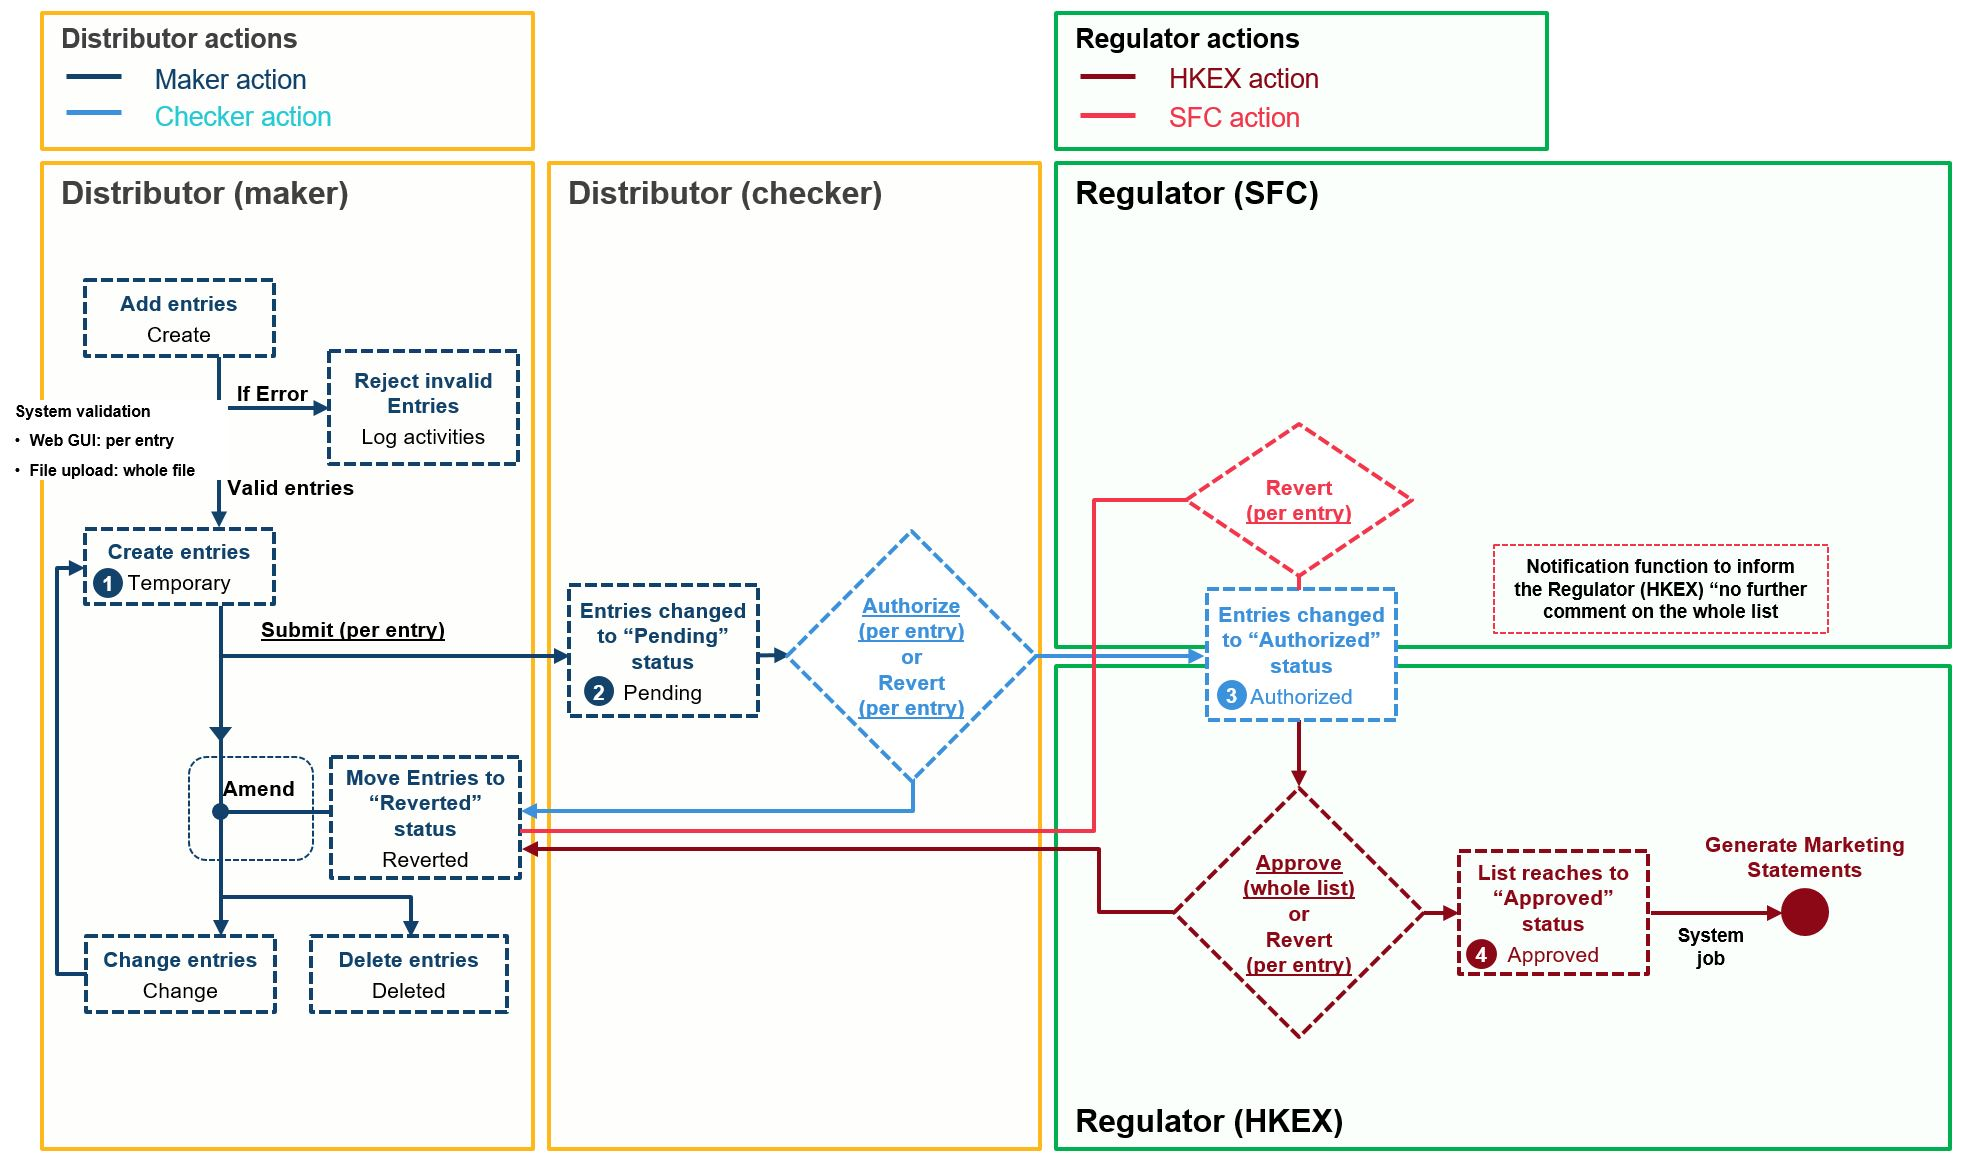 Distributor actions
Maker action
Checker action
Regulator actions
HKEX action
SFC action
Distributor (maker)
Distributor (checker)
Regulator (SFC)
Add entries
Create
If Error
Reject invalid
Entries
Log activities
System validation
• Web GUI: per entry
• File upload: whole file
Valid entries
Create entries
1 Temporary
Submit (per entry)
Entries changed
to “Pending”
status
2 Pending
Authorize
(per entry)
or
Revert
(per entry)
Revert
(per entry)
Entries changed
to “Authorized”
status
3 Authorized
Notification function to inform
the Regulator (HKEX) “no further
comment on the whole list
Amend
Move Entries to
“Reverted”
status
Reverted
Change entries
Change
Delete entries
Deleted
Approve
(whole list)
or
Revert
(per entry)
List reaches to
“Approved”
status
4 Approved
Generate Marketing
Statements
System
job
Regulator (HKEX)